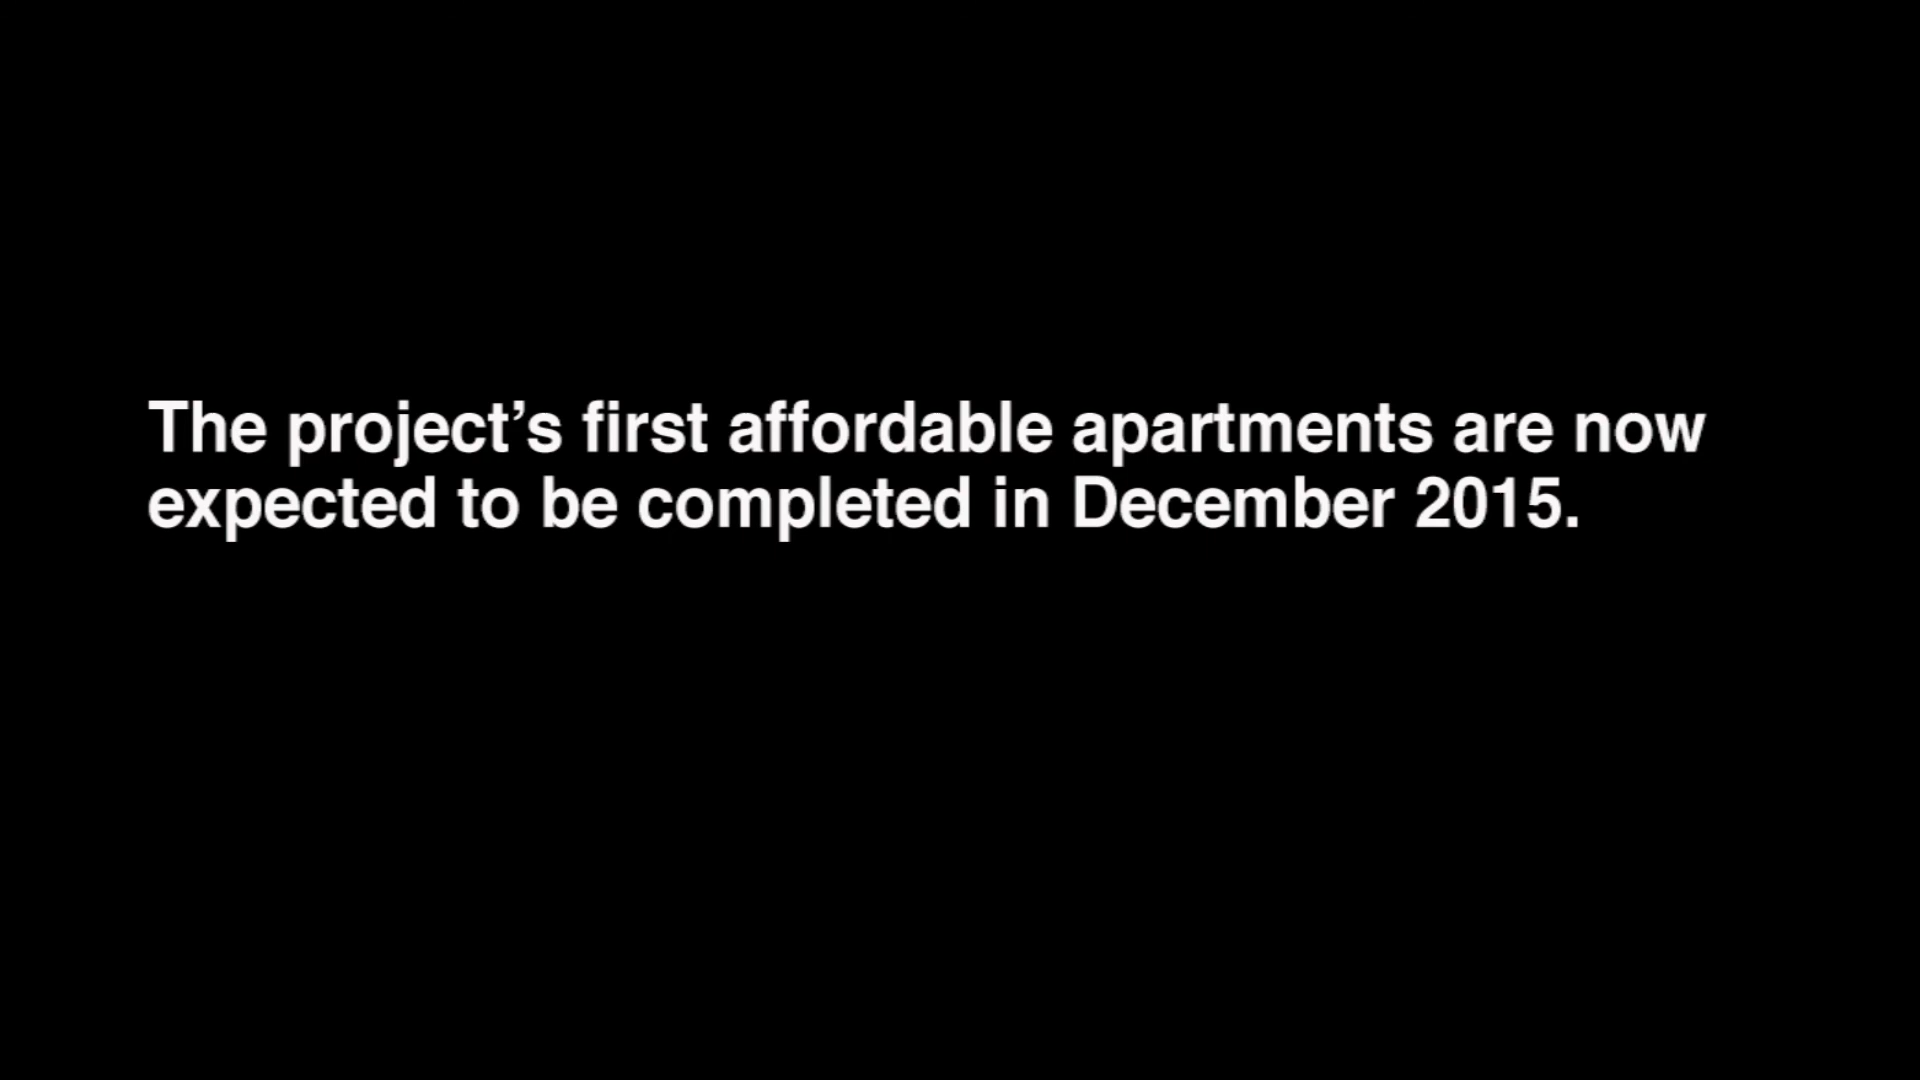 The project’s first affordable apartments are now
expected to be completed in December 2015.